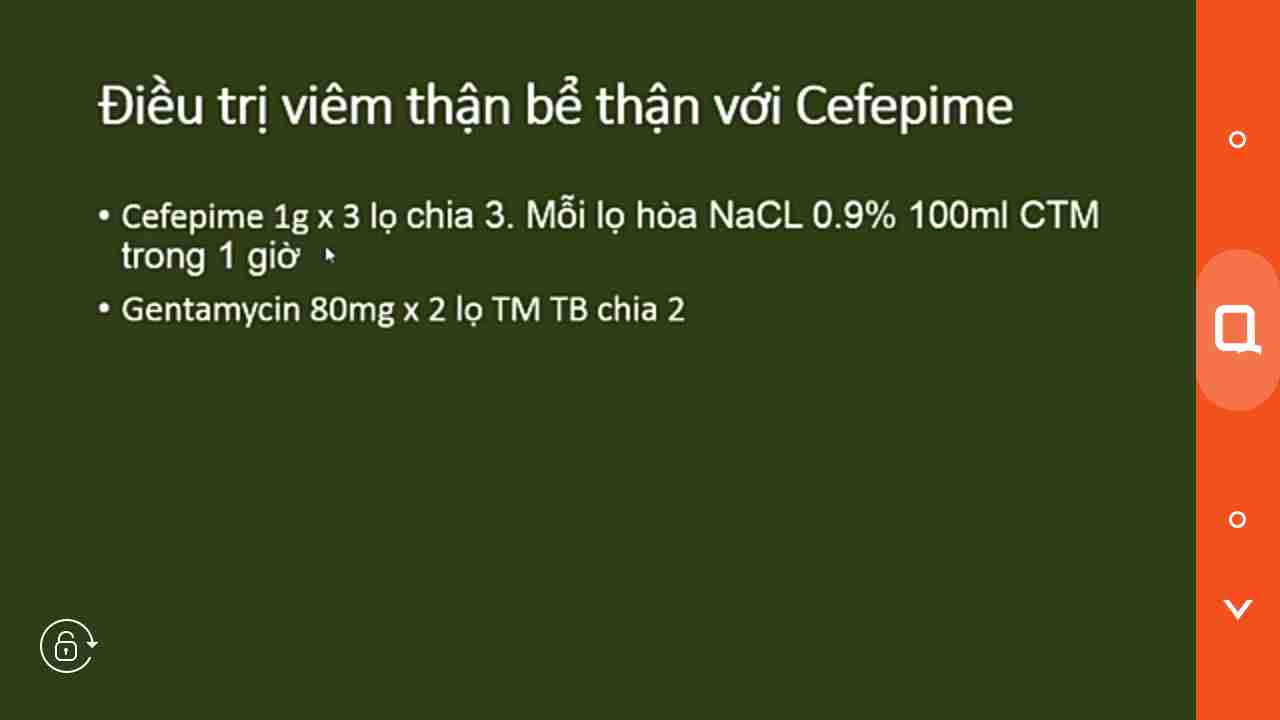 Điều trị viêm thận bể thận với Cefepime
• Cefepime 1g x 3 lọ chia 3. Mỗi lọ hòa NaCL 0.9% 100ml CTM
trong 1 giờ
• Gentamycin 80mg x 2 lọ TM TB chia 2